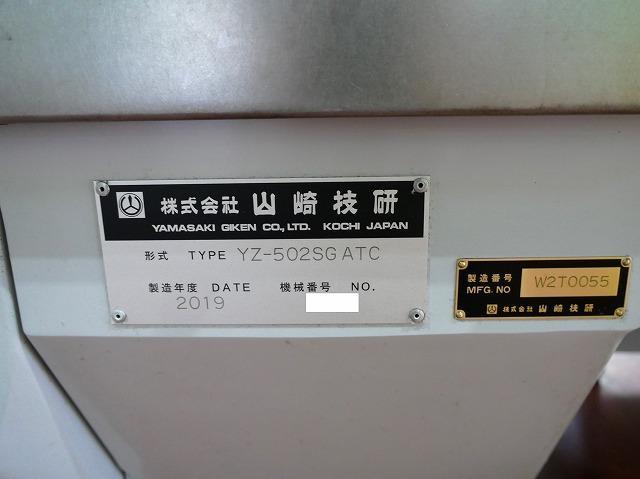 株式会社 山崎技研
YAMASAKI GIKEN CO., LTD. KOCHI JAPAN
形式 TYPE YZ-502SG ATC
製造年度 DATE 機械番号 NO.
2019
製造番号 MFG. NO W2T0055
株式会社 山崎技研